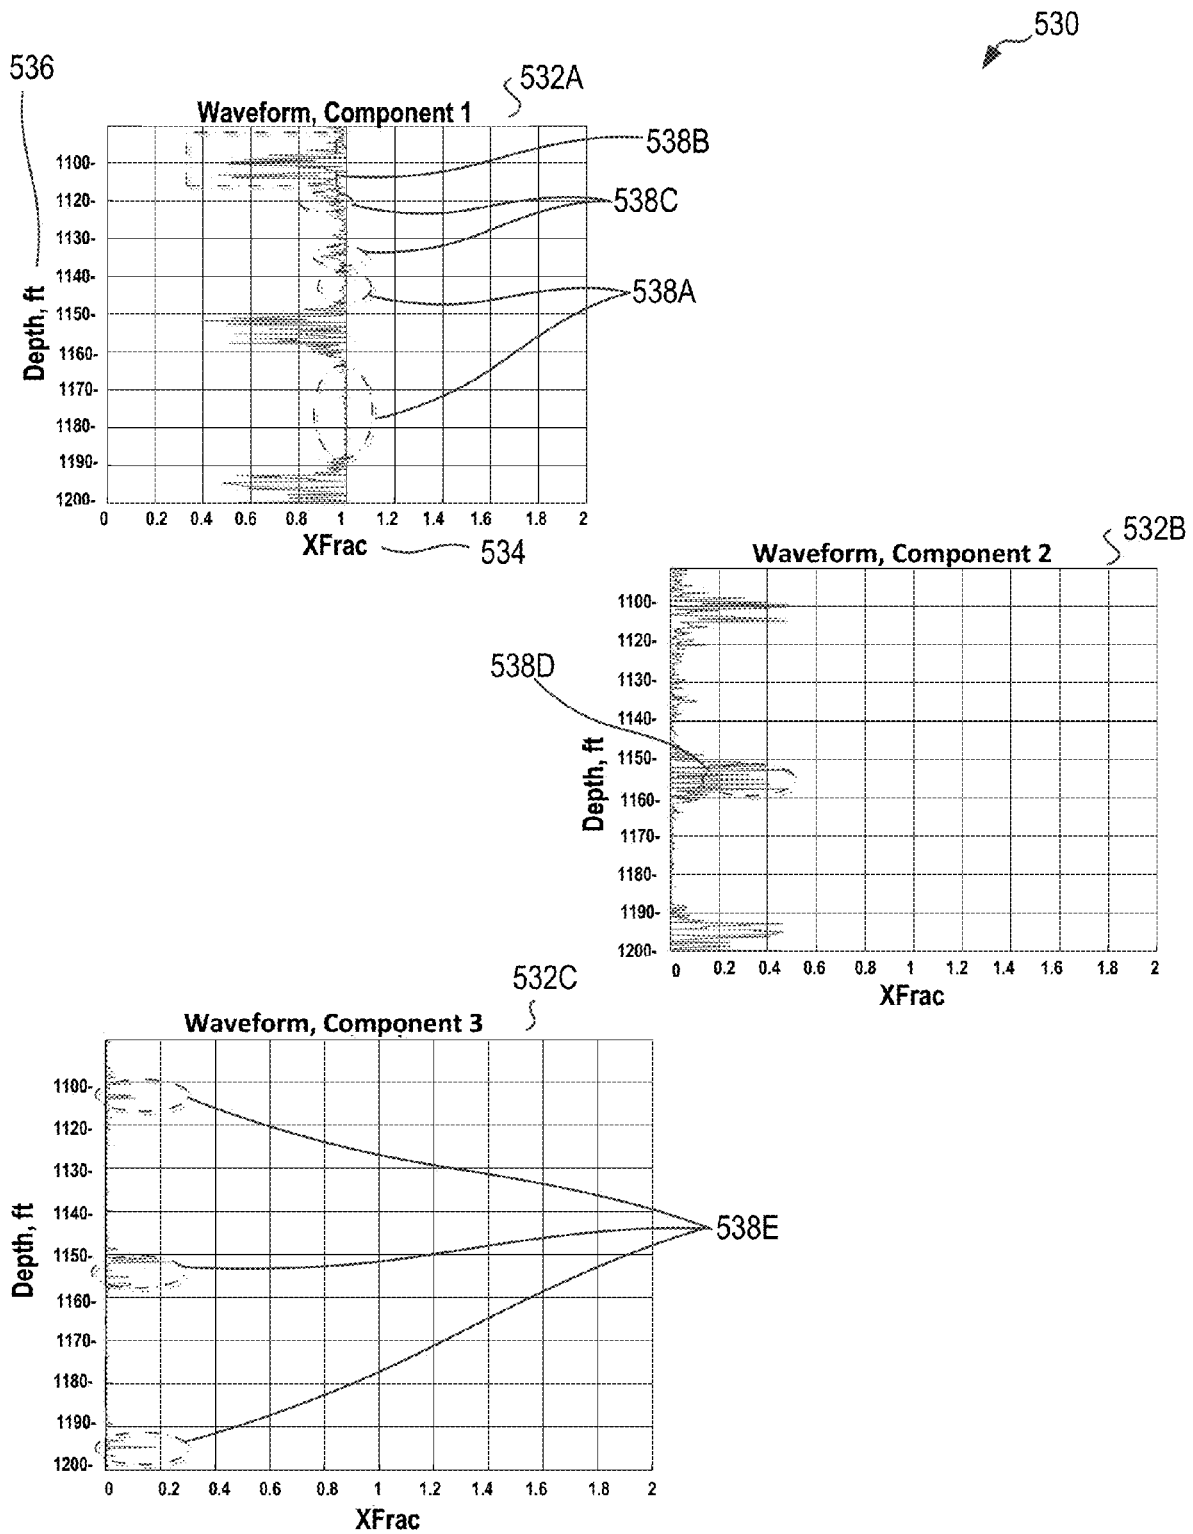 530
536
532A
Waveform, Component 1
538B
538C
538A
Depth, ft
1100-
1120-
1130-
1140-
1150-
1160-
1170-
1180-
1190-
1200-
0 0.2 0.4 0.6 0.8 1 1.2 1.4 1.6 1.8 2
XFrac
534
532B
Waveform, Component 2
538D
Depth, ft
1100-
1120-
1130-
1140-
1150-
1160-
1170-
1180-
1190-
1200-
0 0.2 0.4 0.6 0.8 1 1.2 1.4 1.6 1.8 2
XFrac
532C
Waveform, Component 3
538E
Depth, ft
1100-
1120-
1130-
1140-
1150-
1160-
1170-
1180-
1190-
1200-
0 0.2 0.4 0.6 0.8 1 1.2 1.4 1.6 1.8 2
XFrac